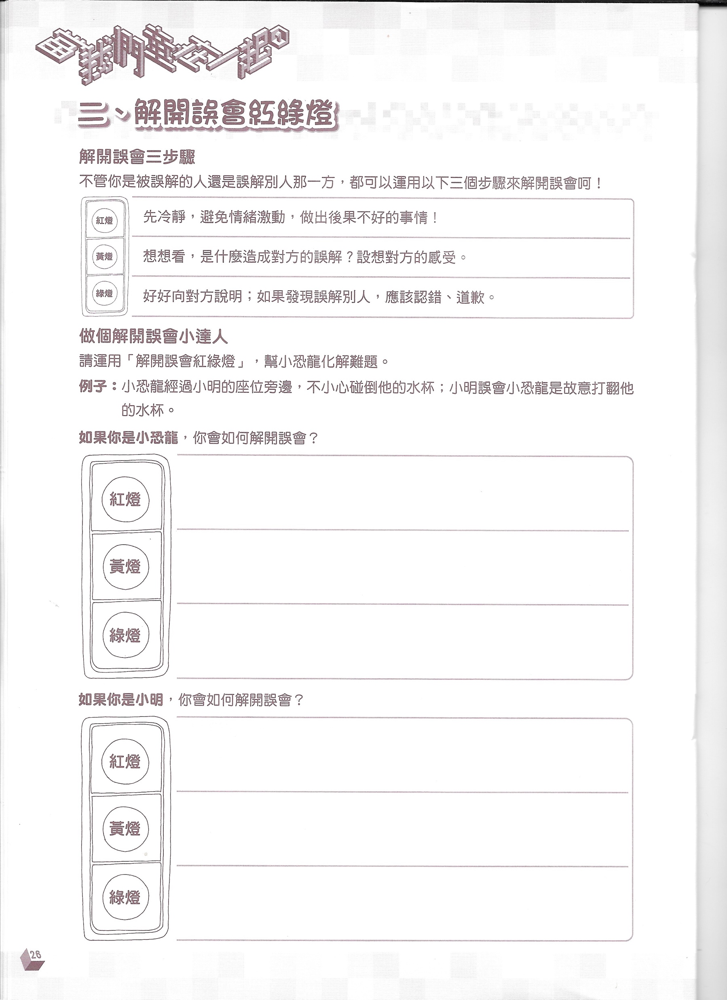 當我們童在一起
二、解開誤會紅綠燈
解開誤會三步驟
不管你是被誤解的人還是誤解別人那一方，都可以運用以下三個步驟來解開誤會呵！
紅燈 先冷靜，避免情緒激動，做出後果不好的事情！
黃燈 想想看，是什麼造成對方的誤解？設想對方的感受。
綠燈 好好向對方說明；如果發現誤解別人，應該認錯、道歉。
做個解開誤會小達人
請運用「解開誤會紅綠燈」，幫小恐龍化解難題。
例子：小恐龍經過小明的座位旁邊，不小心碰倒他的水杯；小明誤會小恐龍是故意打翻他
的水杯。
如果你是小恐龍，你會如何解開誤會？
紅燈
黃燈
綠燈
如果你是小明，你會如何解開誤會？
紅燈
黃燈
綠燈
26